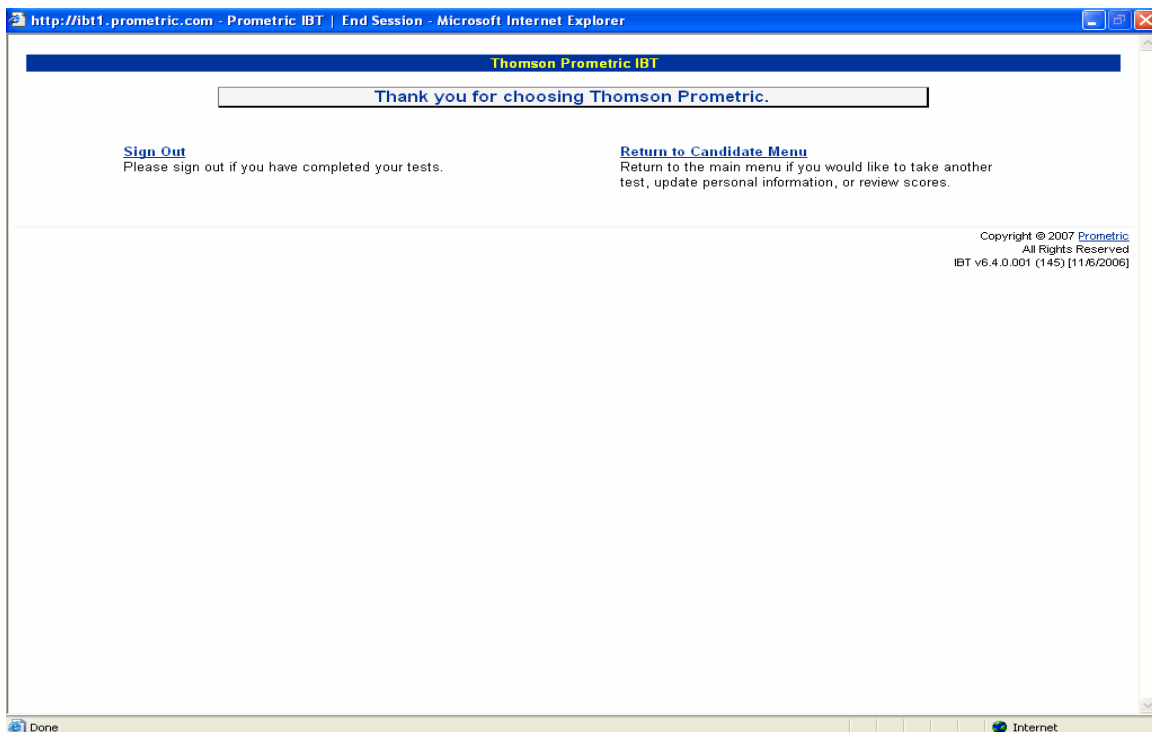 http://ibt1.prometric.com - Prometric IBT | End Session - Microsoft Internet Explorer
Thomson Prometric IBT
Thank you for choosing Thomson Prometric.
Sign Out
Please sign out if you have completed your tests.
Return to Candidate Menu
Return to the main menu if you would like to take another
test, update personal information, or review scores.
Copyright © 2007 Prometric
All Rights Reserved
IBT v6.4.0.001 (145) [11/6/2006]
Done
Internet